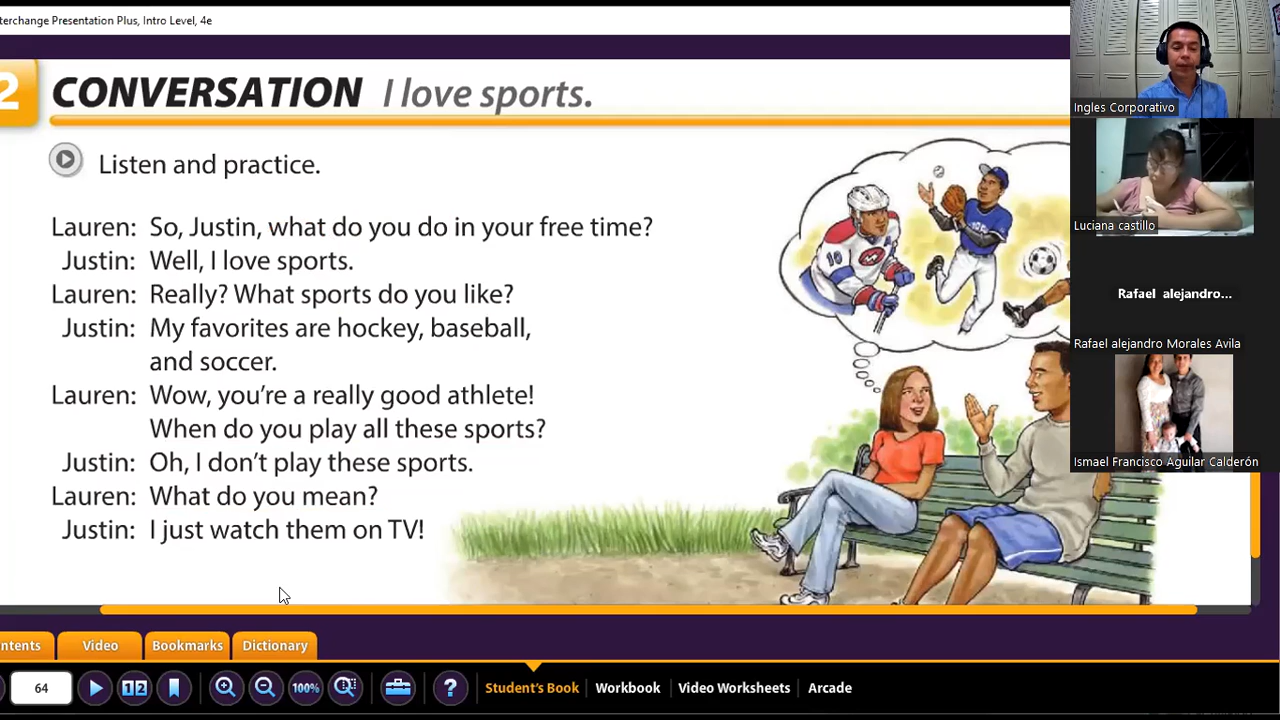 terchange Presentation Plus, Intro Level, 4e
2 CONVERSATION I love sports.
Listen and practice.
Lauren: So, Justin, what do you do in your free time?
Justin: Well, I love sports.
Lauren: Really? What sports do you like?
Justin: My favorites are hockey, baseball,
and soccer.
Lauren: Wow, you're a really good athlete!
When do you play all these sports?
Justin: Oh, I don't play these sports.
Lauren: What do you mean?
Justin: I just watch them on TV!
10
Ingles Corporativo
Luciana castillo
Rafael alejandro...
Rafael alejandro Morales Avila
Ismael Francisco Aguilar Calderón
ntents Video Bookmarks Dictionary
64 12 100% ? Student's Book Workbook Video Worksheets Arcade